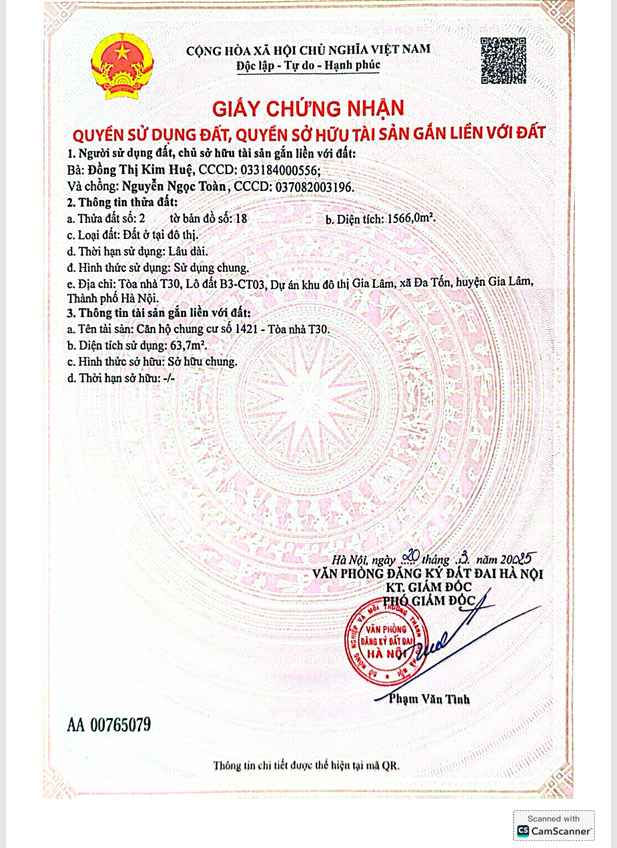 CỘNG HÒA XÃ HỘI CHỦ NGHĨA VIỆT NAM
Độc lập - Tự do - Hạnh phúc
GIẤY CHỨNG NHẬN
QUYỀN SỬ DỤNG ĐẤT, QUYỀN SỞ HỮU TÀI SẢN GẮN LIỀN VỚI ĐẤT
1. Người sử dụng đất, chủ sở hữu tài sản gắn liền với đất:
Bà: Đồng Thị Kim Huệ, CCCD: 033184000556;
Và chồng: Nguyễn Ngọc Toàn, CCCD: 037082003196.
2. Thông tin thửa đất:
a. Thửa đất số: 2 tờ bản đồ số: 18 b. Diện tích: 1566,0m².
c. Loại đất: Đất ở tại đô thị.
d. Thời hạn sử dụng: Lâu dài.
đ. Hình thức sử dụng: Sử dụng chung.
e. Địa chỉ: Tòa nhà T30, Lô đất B3-CT03, Dự án khu đô thị Gia Lâm, xã Đa Tốn, huyện Gia Lâm,
Thành phố Hà Nội.
3. Thông tin tài sản gắn liền với đất:
a. Tên tài sản: Căn hộ chung cư số 1421 - Tòa nhà T30.
b. Diện tích sử dụng: 63,7m².
c. Hình thức sở hữu: Sở hữu chung.
d. Thời hạn sở hữu: -/-
Hà Nội, ngày 20 tháng 3 năm 2025
VĂN PHÒNG ĐĂNG KÝ ĐẤT ĐAI HÀ NỘI
KT. GIÁM ĐỐC
PHÓ GIÁM ĐỐC
VĂN PHÒNG
ĐĂNG KÝ ĐẤT ĐAI
HÀ NỘI
Phạm Văn Tình
AA 00765079
Thông tin chi tiết được thể hiện tại mã QR.
Scanned with
CS CamScanner